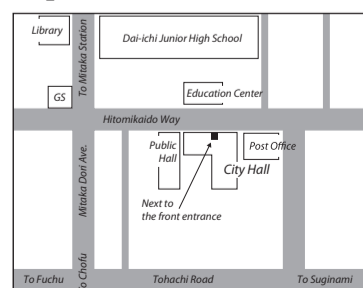 Library
To Mitaka Station
Dai-ichi Junior High School
GS
Education Center
Hitomikaido Way
Mitaka Dori Ave.
Public
Hall
Post Office
City Hall
Next to
the front entrance
To Chofu
To Fuchu
Tohachi Road
To Suginami